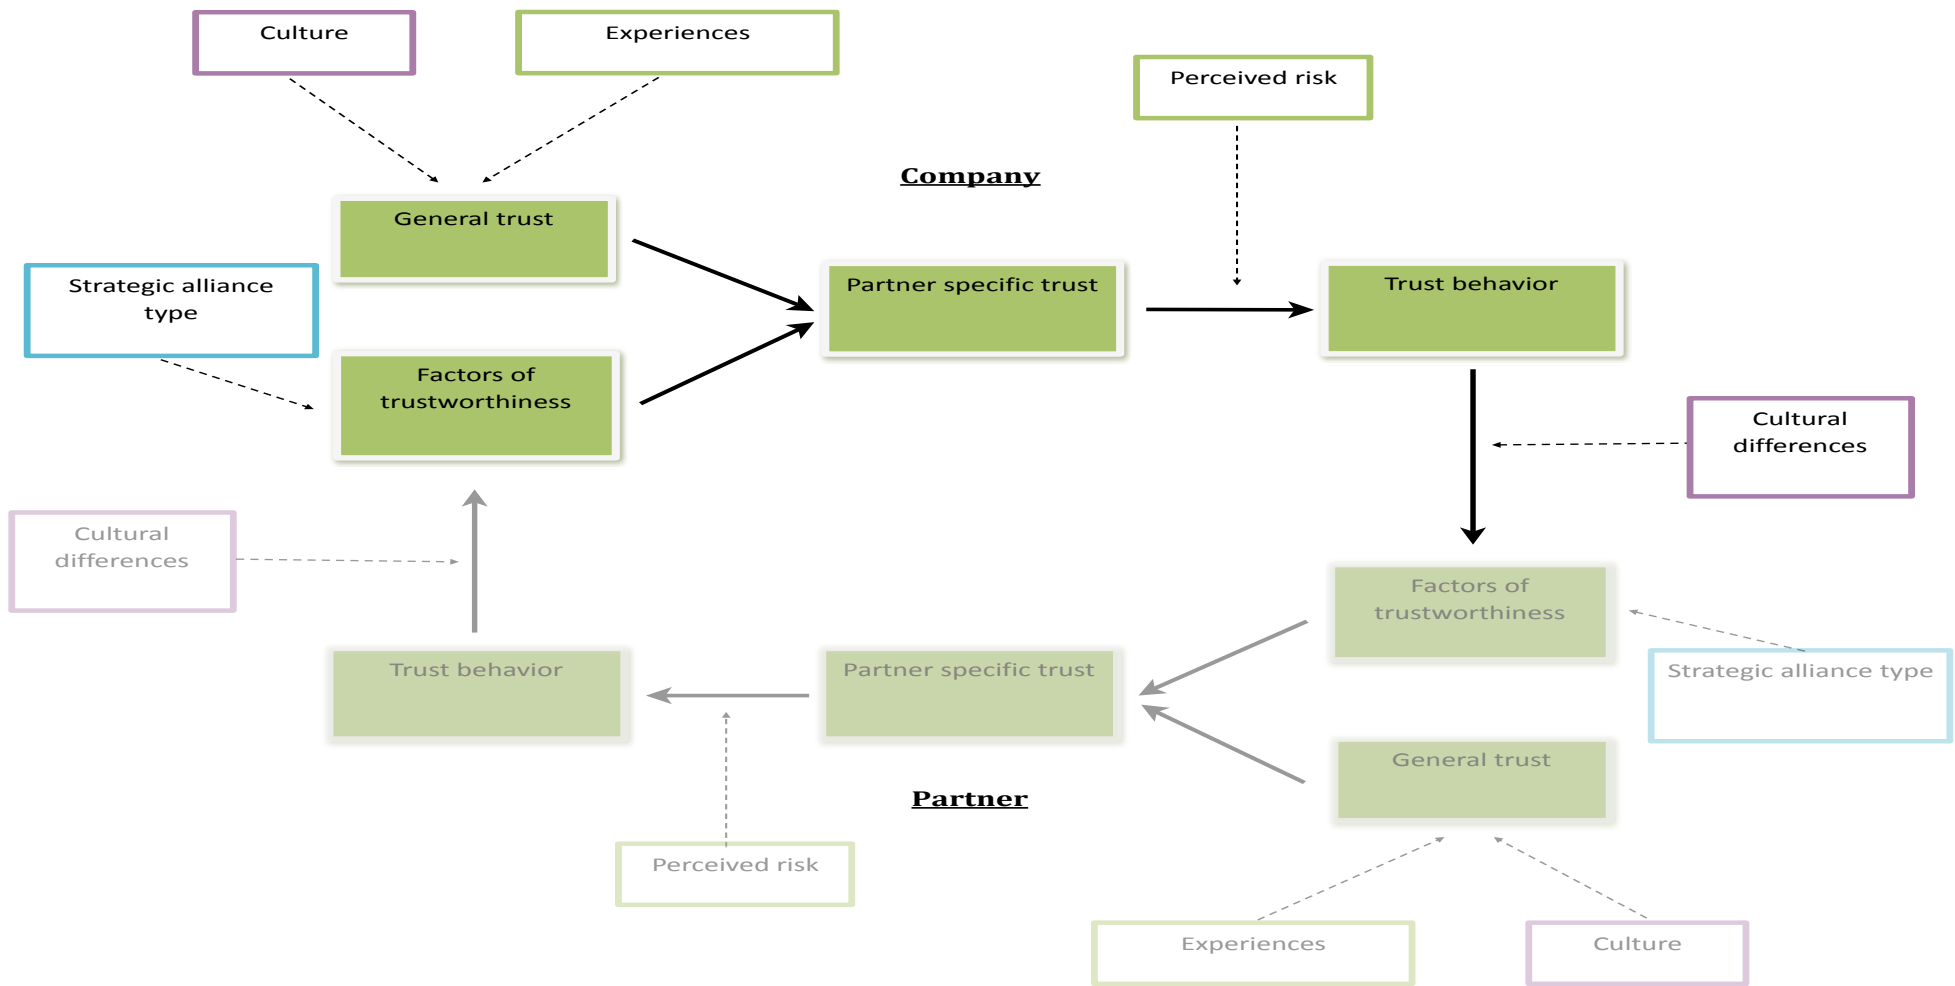 Culture
Experiences
Perceived risk
Company
General trust
Strategic alliance
type
Partner specific trust
Trust behavior
Factors of
trustworthiness
Cultural
differences
Cultural
differences
Factors of
trustworthiness
Trust behavior
Partner specific trust
Strategic alliance type
General trust
Partner
Perceived risk
Experiences
Culture